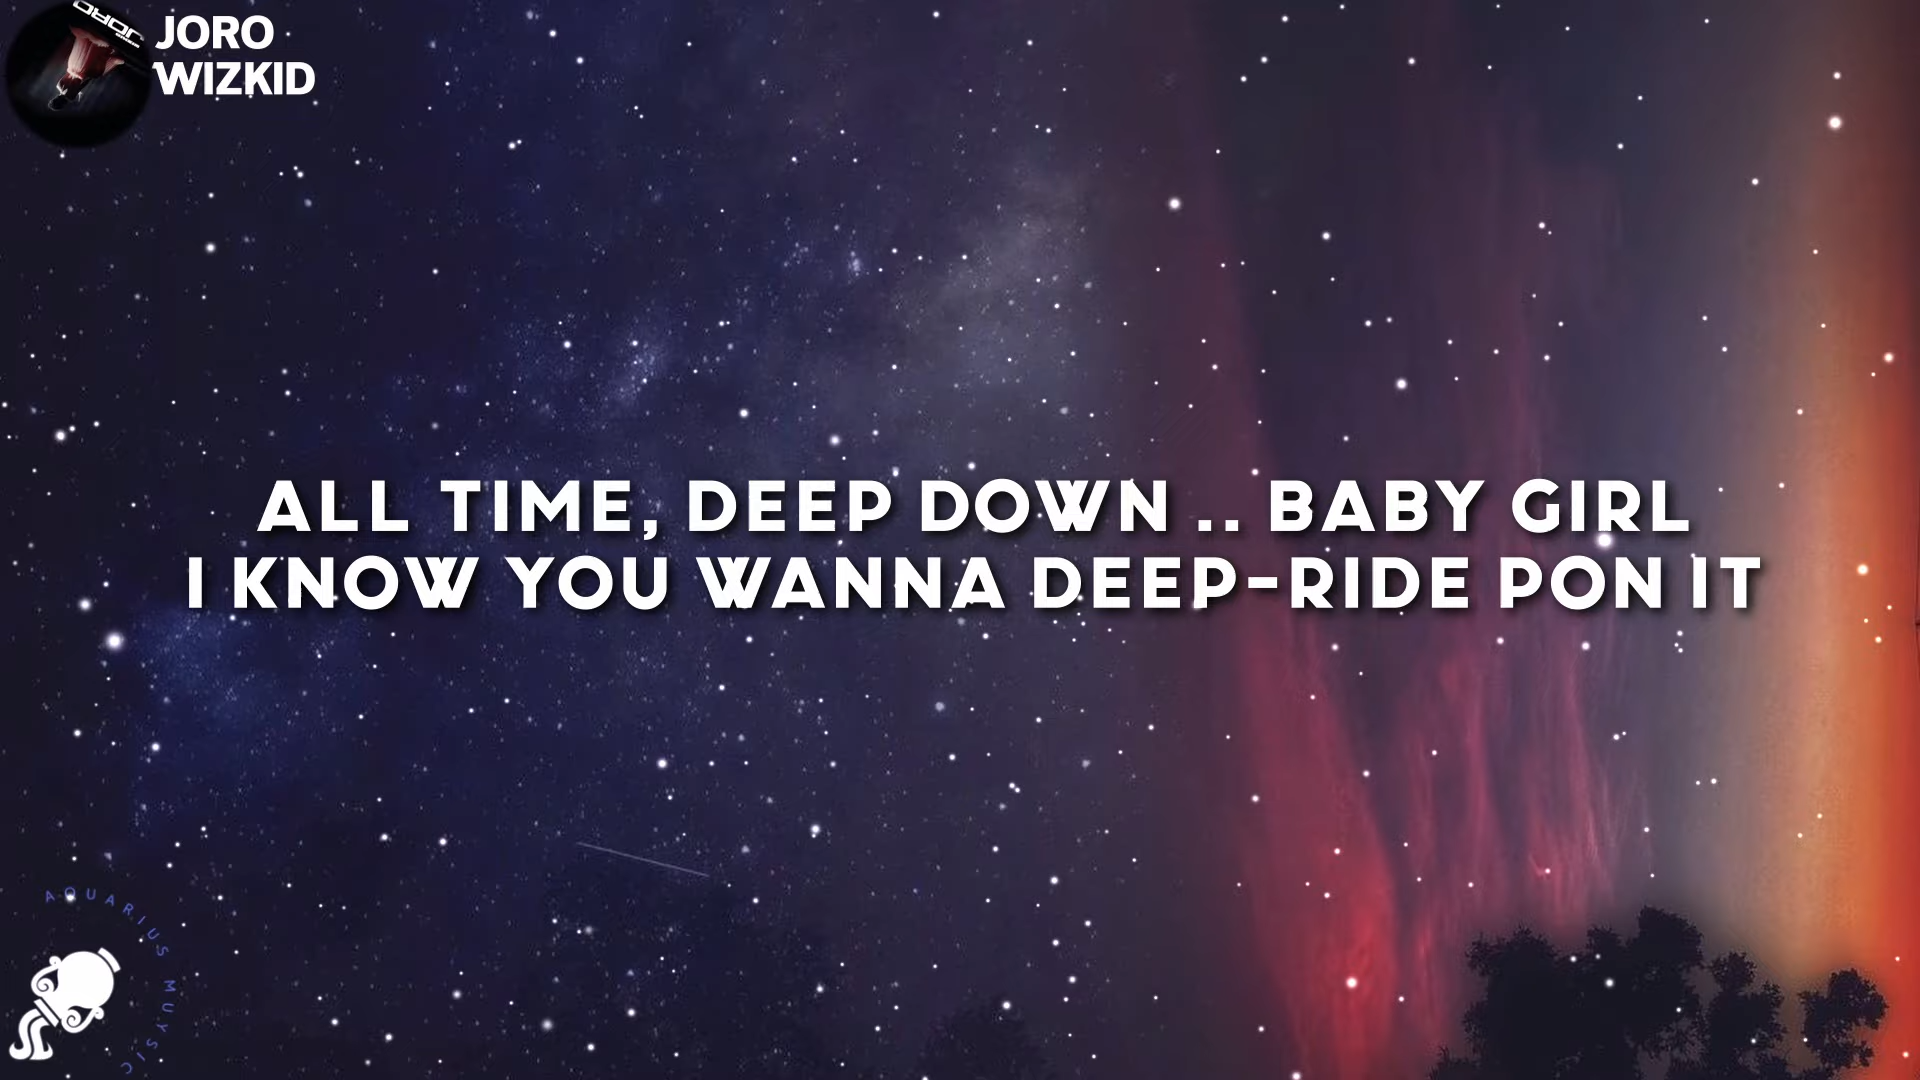 JORO
WIZKID
ALL TIME, DEEP DOWN .. BABY GIRL
I KNOW YOU WANNA DEEP-RIDE PON IT
AQUARIUS MUYSIC